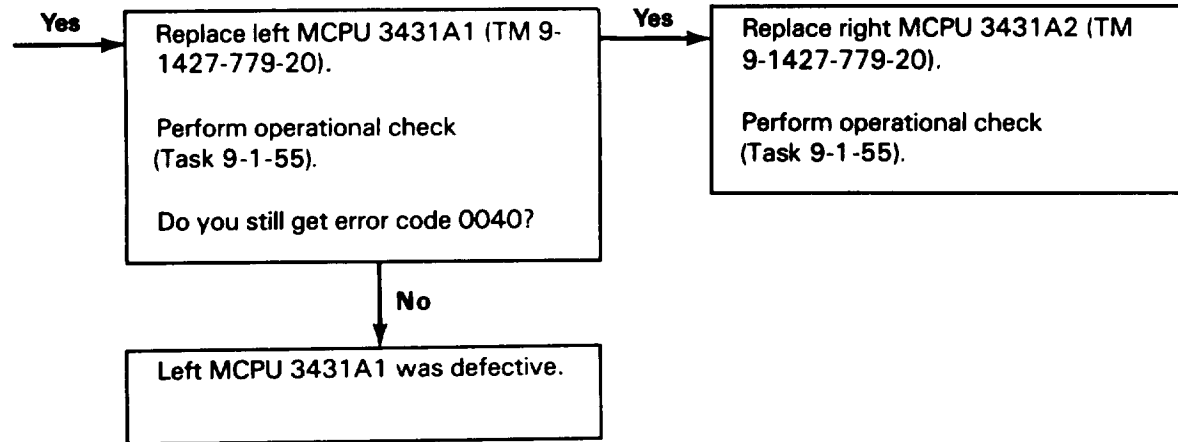 Yes
Replace left MCPU 3431A1 (TM 9-
1427-779-20).
Perform operational check
(Task 9-1-55).
Do you still get error code 0040?
Yes
Replace right MCPU 3431A2 (TM
9-1427-779-20).
Perform operational check
(Task 9-1-55).
No
Left MCPU 3431A1 was defective.